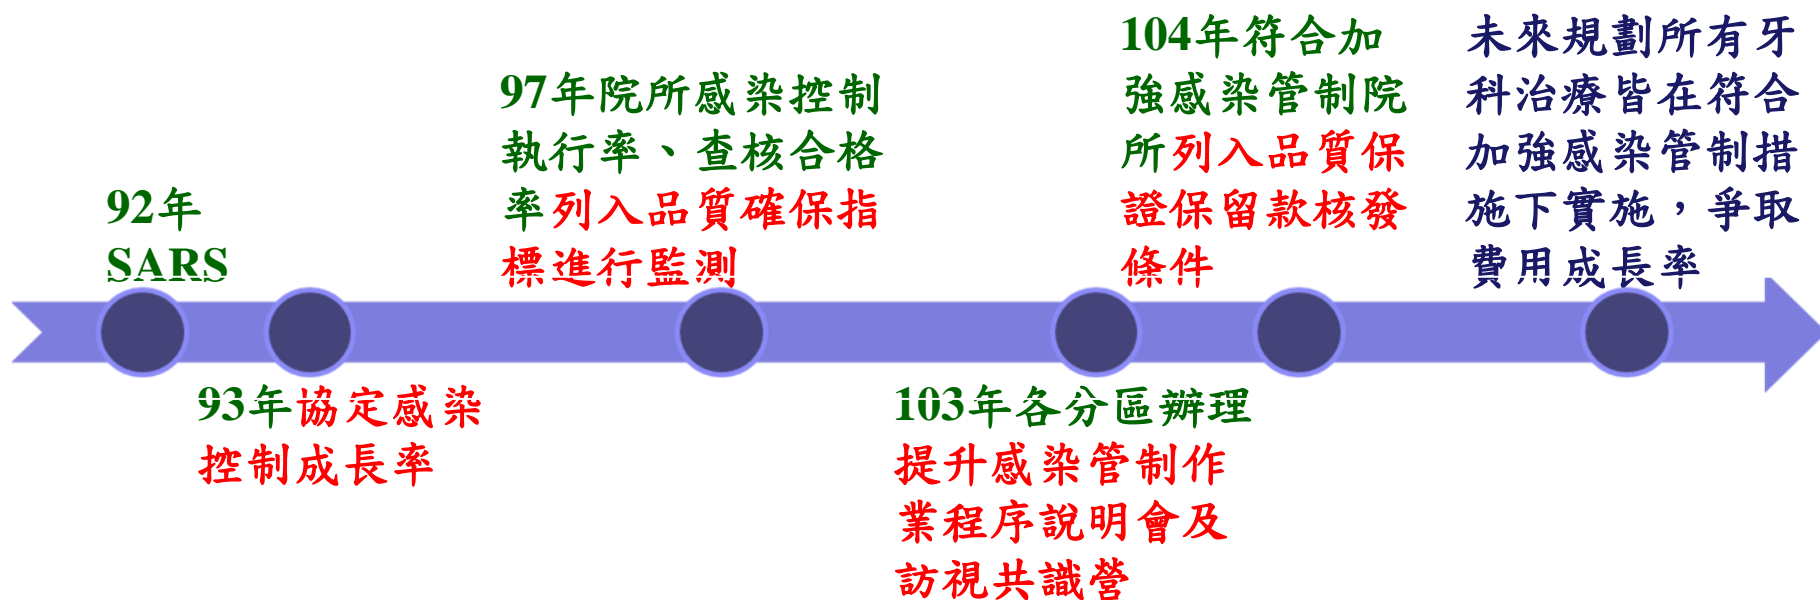 92年
SARS
93年協定感染
控制成長率
97年院所感染控制
執行率、查核合格
率列入品質確保指
標進行監測
103年各分區辦理
提升感染管制作
業程序說明會及
訪視共識營
104年符合加
強感染管制院
所列入品質保
證保留款核發
條件
未來規劃所有牙
科治療皆在符合
加強感染管制措
施下實施，爭取
費用成長率